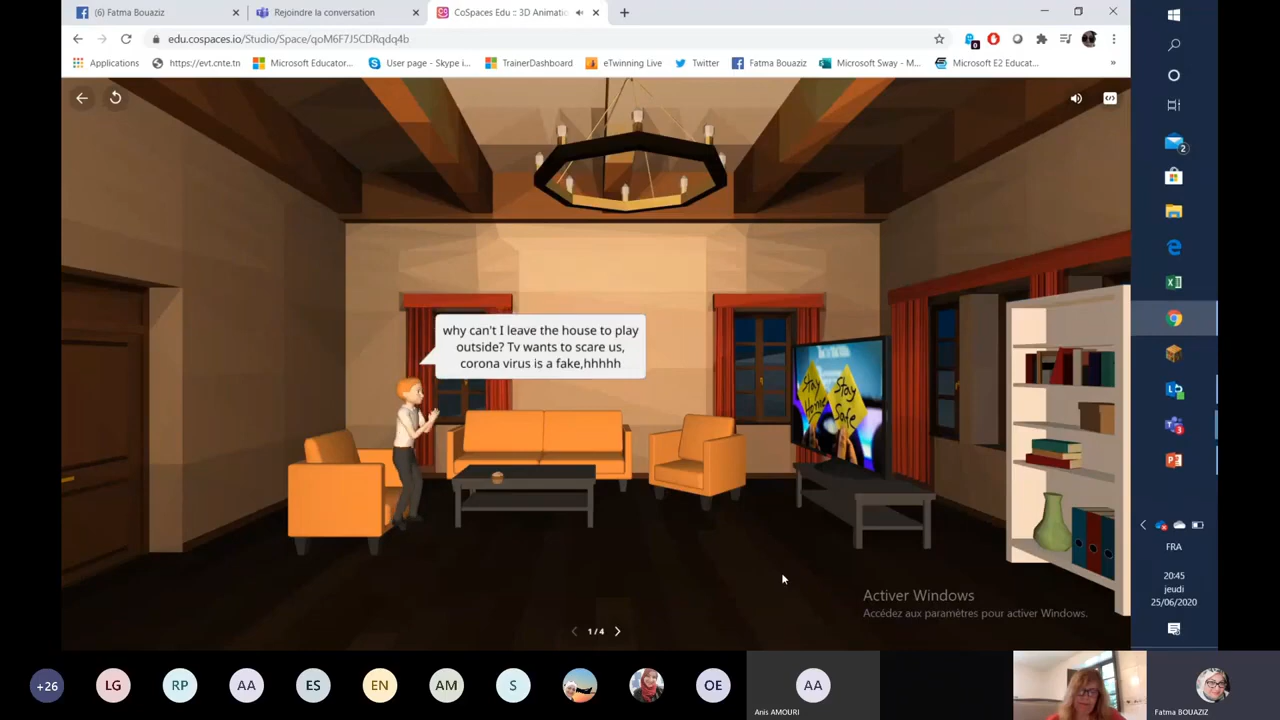 Fatma Bouaziz
Rejoindre la conversation
CoSpaces Edu :: 3D Animatio
edu.cospaces.io/Studio/Space/qoM6F7J5CDRqdq4b
0
Applications
https://evt.cnte.tn
Microsoft Educator...
User page - Skype i...
TrainerDashboard
eTwinning Live
Twitter
Fatma Bouaziz
Microsoft Sway - M...
Microsoft E2 Educat...
»
why can't I leave the house to play
outside? Tv wants to scare us,
corona virus is a fake,hhhhh
Stay
Home
Stay
Safe
2
3
FRA
20:45
jeudi
25/06/2020
Activer Windows
Accédez aux paramètres pour activer Windows.
1 / 4
+26
LG
RP
AA
ES
EN
AM
S
OE
AA
Anis AMOURI
Fatma BOUAZIZ